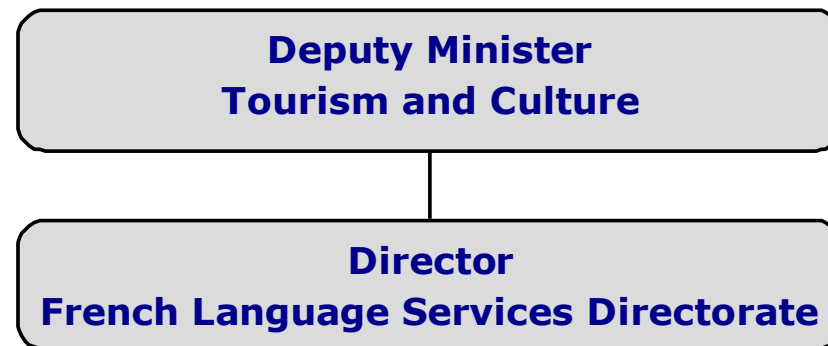 Deputy Minister
Tourism and Culture
Director
French Language Services Directorate